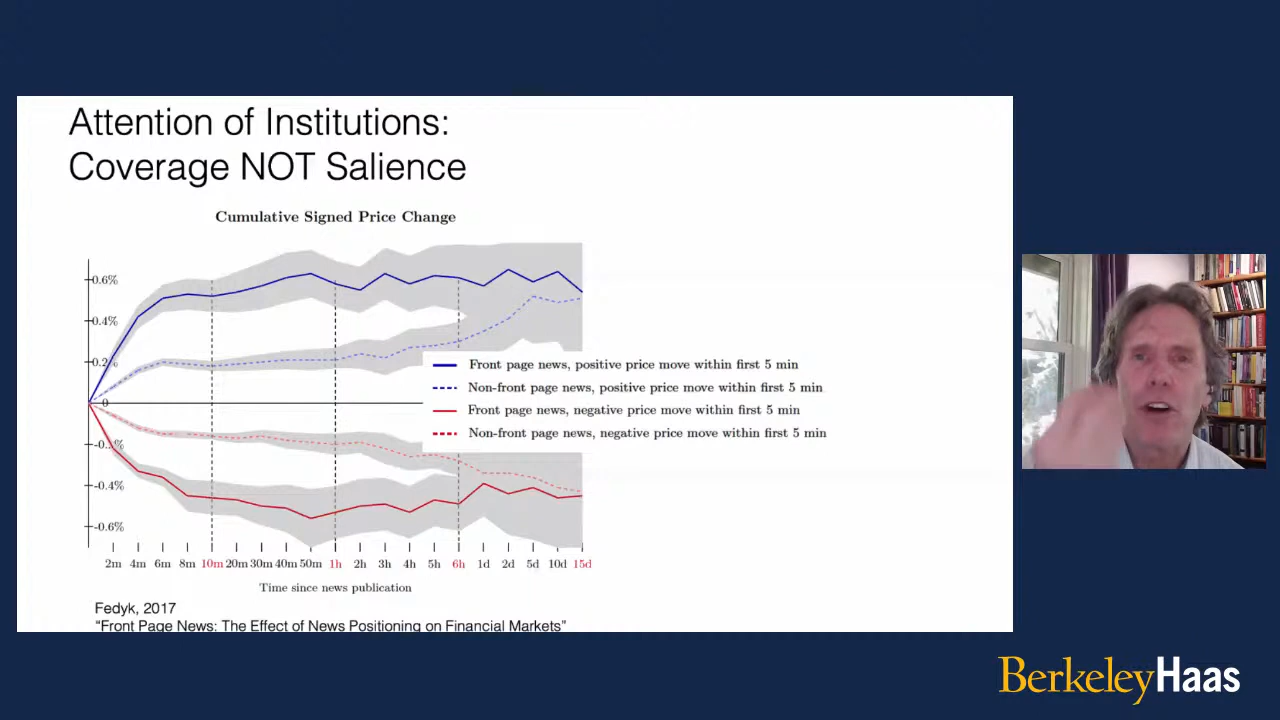 Attention of Institutions:
Coverage NOT Salience
Cumulative Signed Price Change
0.6%
0.4%
0.2%
0
-0.2%
-0.4%
-0.6%
Front page news, positive price move within first 5 min
Non-front page news, positive price move within first 5 min
Front page news, negative price move within first 5 min
Non-front page news, negative price move within first 5 min
2m 4m 6m 8m 10m 20m 30m 40m 50m 1h 2h 3h 4h 5h 6h 1d 2d 5d 10d 15d
Time since news publication
Fedyk, 2017
"Front Page News: The Effect of News Positioning on Financial Markets"
BerkeleyHaas